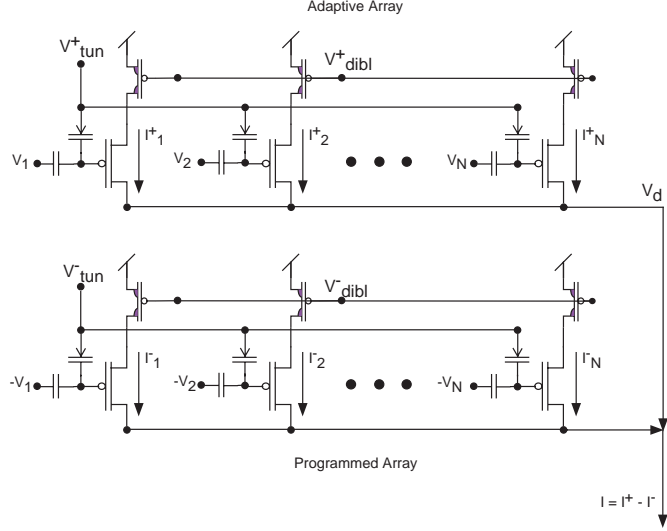 Adaptive Array
V+tun
V+dibl
V1
I+1
V2
I+2
VN
I+N
Vd
V-tun
V-dibl
-V1
I-1
-V2
I-2
-VN
I-N
Programmed Array
I = I+ - I-